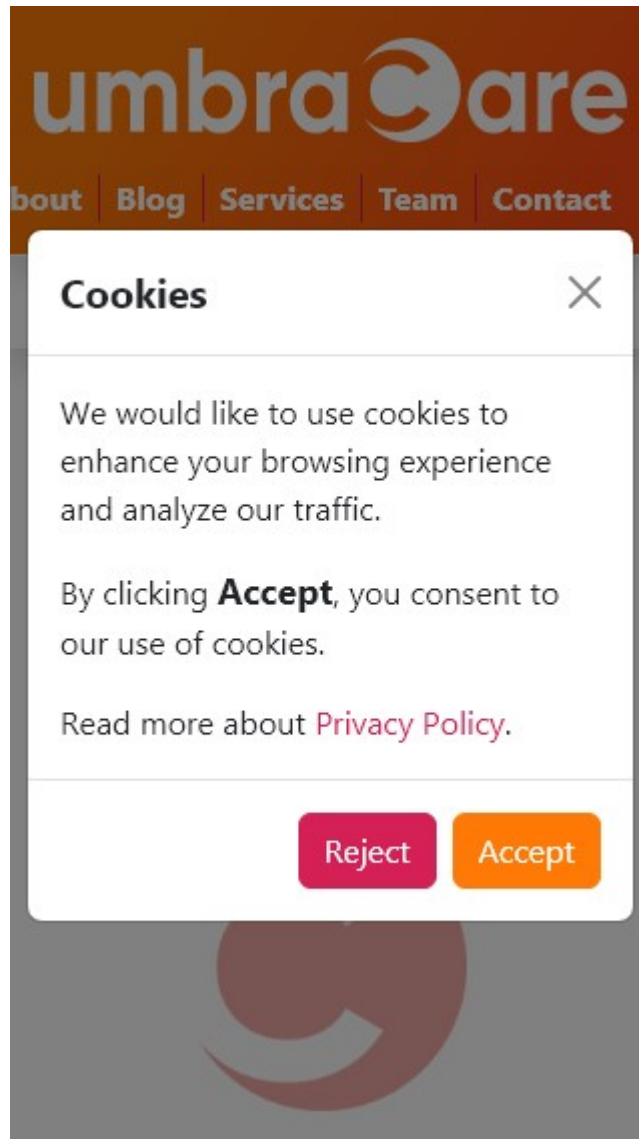 umbraCare
bout Blog Services Team Contact
Cookies
We would like to use cookies to
enhance your browsing experience
and analyze our traffic.
By clicking Accept, you consent to
our use of cookies.
Read more about Privacy Policy.
Reject Accept